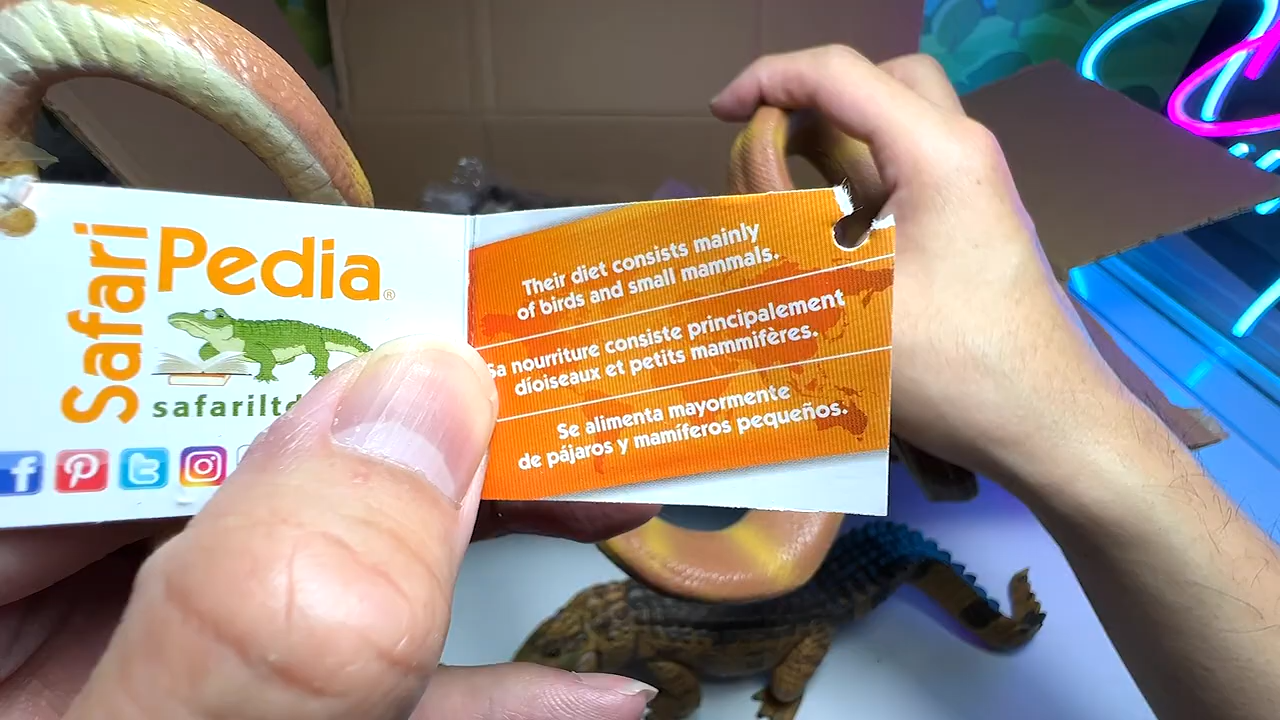 Safari
Pedia®
safariltd
Their diet consists mainly
of birds and small mammals.
Sa nourriture consiste principalement
dioiseaux et petits mammifères.
Se alimenta mayormente
de pájaros y mamíferos pequeños.